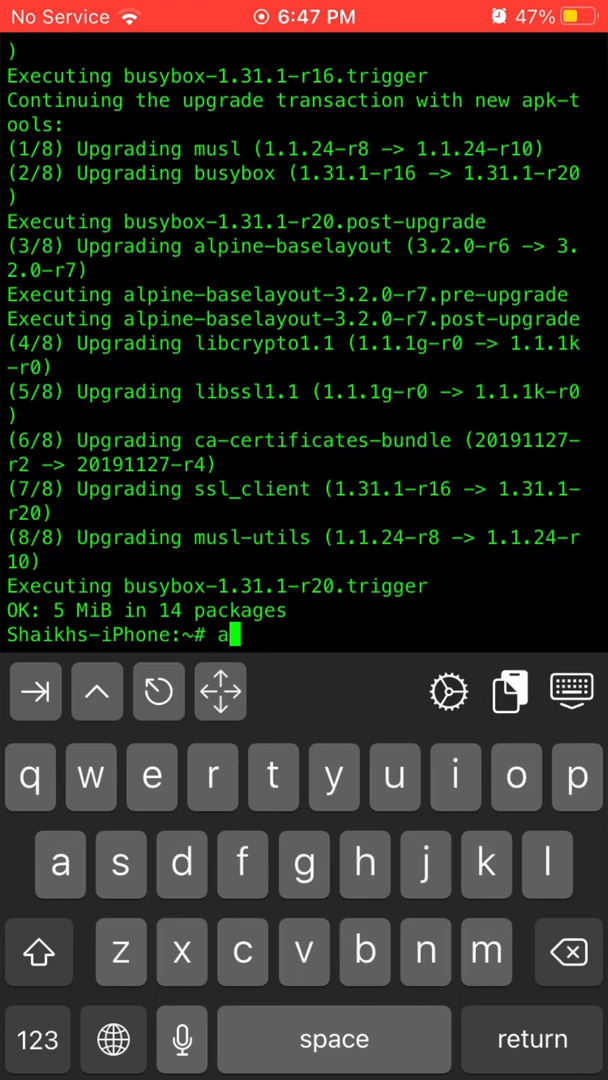 No Service 6:47 PM 47%
)
Executing busybox-1.31.1-r16.trigger
Continuing the upgrade transaction with new apk-t
ools:
(1/8) Upgrading musl (1.1.24-r8 -> 1.1.24-r10)
(2/8) Upgrading busybox (1.31.1-r16 -> 1.31.1-r20
)
Executing busybox-1.31.1-r20.post-upgrade
(3/8) Upgrading alpine-baselayout (3.2.0-r6 -> 3.
2.0-r7)
Executing alpine-baselayout-3.2.0-r7.pre-upgrade
Executing alpine-baselayout-3.2.0-r7.post-upgrade
(4/8) Upgrading libcrypto1.1 (1.1.1g-r0 -> 1.1.1k
-r0)
(5/8) Upgrading libssl1.1 (1.1.1g-r0 -> 1.1.1k-r0
)
(6/8) Upgrading ca-certificates-bundle (20191127-
r2 -> 20191127-r4)
(7/8) Upgrading ssl_client (1.31.1-r16 -> 1.31.1-
r20)
(8/8) Upgrading musl-utils (1.1.24-r8 -> 1.1.24-r
10)
Executing busybox-1.31.1-r20.trigger
OK: 5 MiB in 14 packages
Shaikhs-iPhone:~# a
q w e r t y u i o p
a s d f g h j k l
z x c v b n m
123 space return